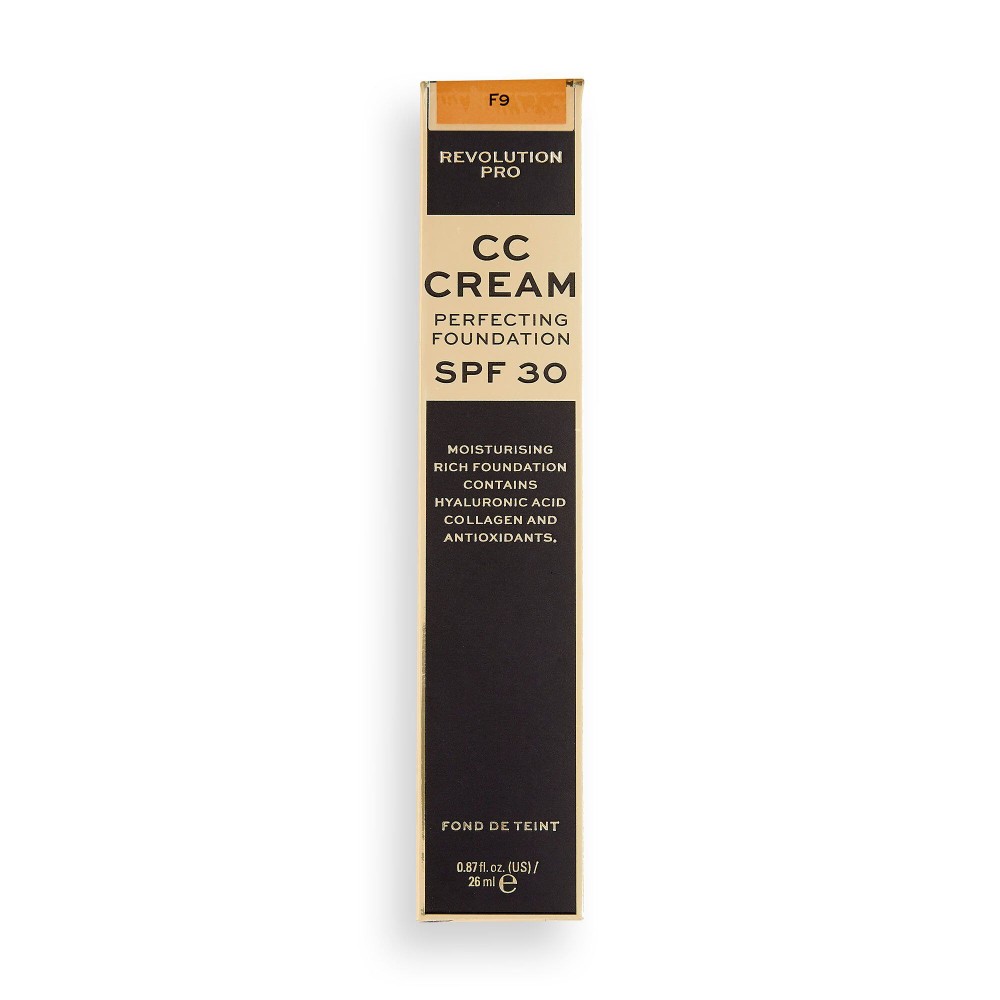 F9
REVOLUTION
PRO
CC
CREAM
PERFECTING
FOUNDATION
SPF 30
MOISTURISING
RICH FOUNDATION
CONTAINS
HYALURONIC ACID
COLLAGEN AND
ANTIOXIDANTS.
FOND DE TEINT
0.87 fl. oz. (US) /
26 ml ℮